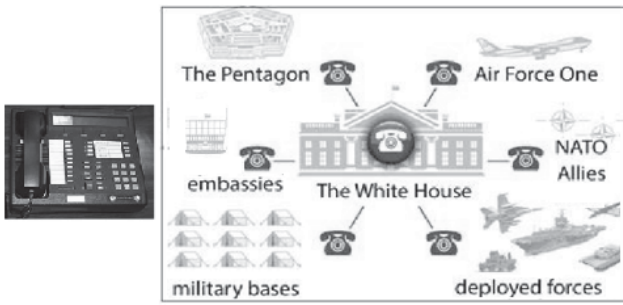 The Pentagon
Air Force One
embassies
The White House
NATO
Allies
military bases
deployed forces